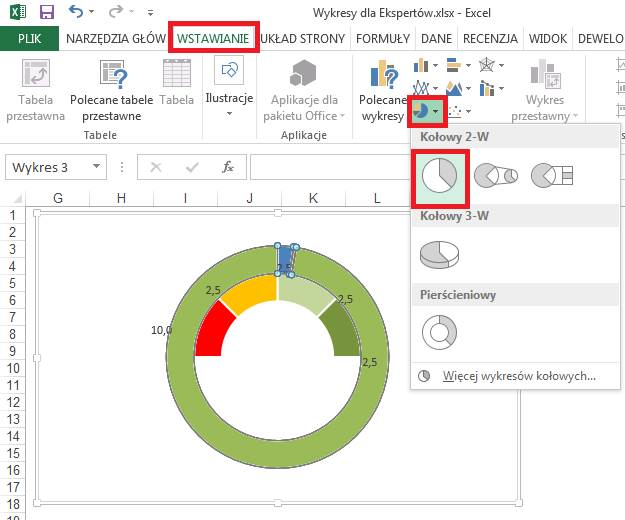 Wykresy dla Ekspertów.xlsx - Excel
PLIK NARZĘDZIA GŁÓW WSTAWIANIE UKŁAD STRONY FORMUŁY DANE RECENZJA WIDOK DEWELO
Tabela przestawna
Polecane tabele przestawne
Tabela
Ilustracje
Aplikacje dla pakietu Office
Polecane wykresy
Wykres przestawny
Tabele
Aplikacje
Kołowy 2-W
Kołowy 3-W
Pierścieniowy
Więcej wykresów kołowych...
Wykres 3
fx
G H I J K L
1
2
3
4
5
6
7
8
9
10
11
12
13
14
15
16
17
18
2,5
2,5
2,5
10,0
2,5